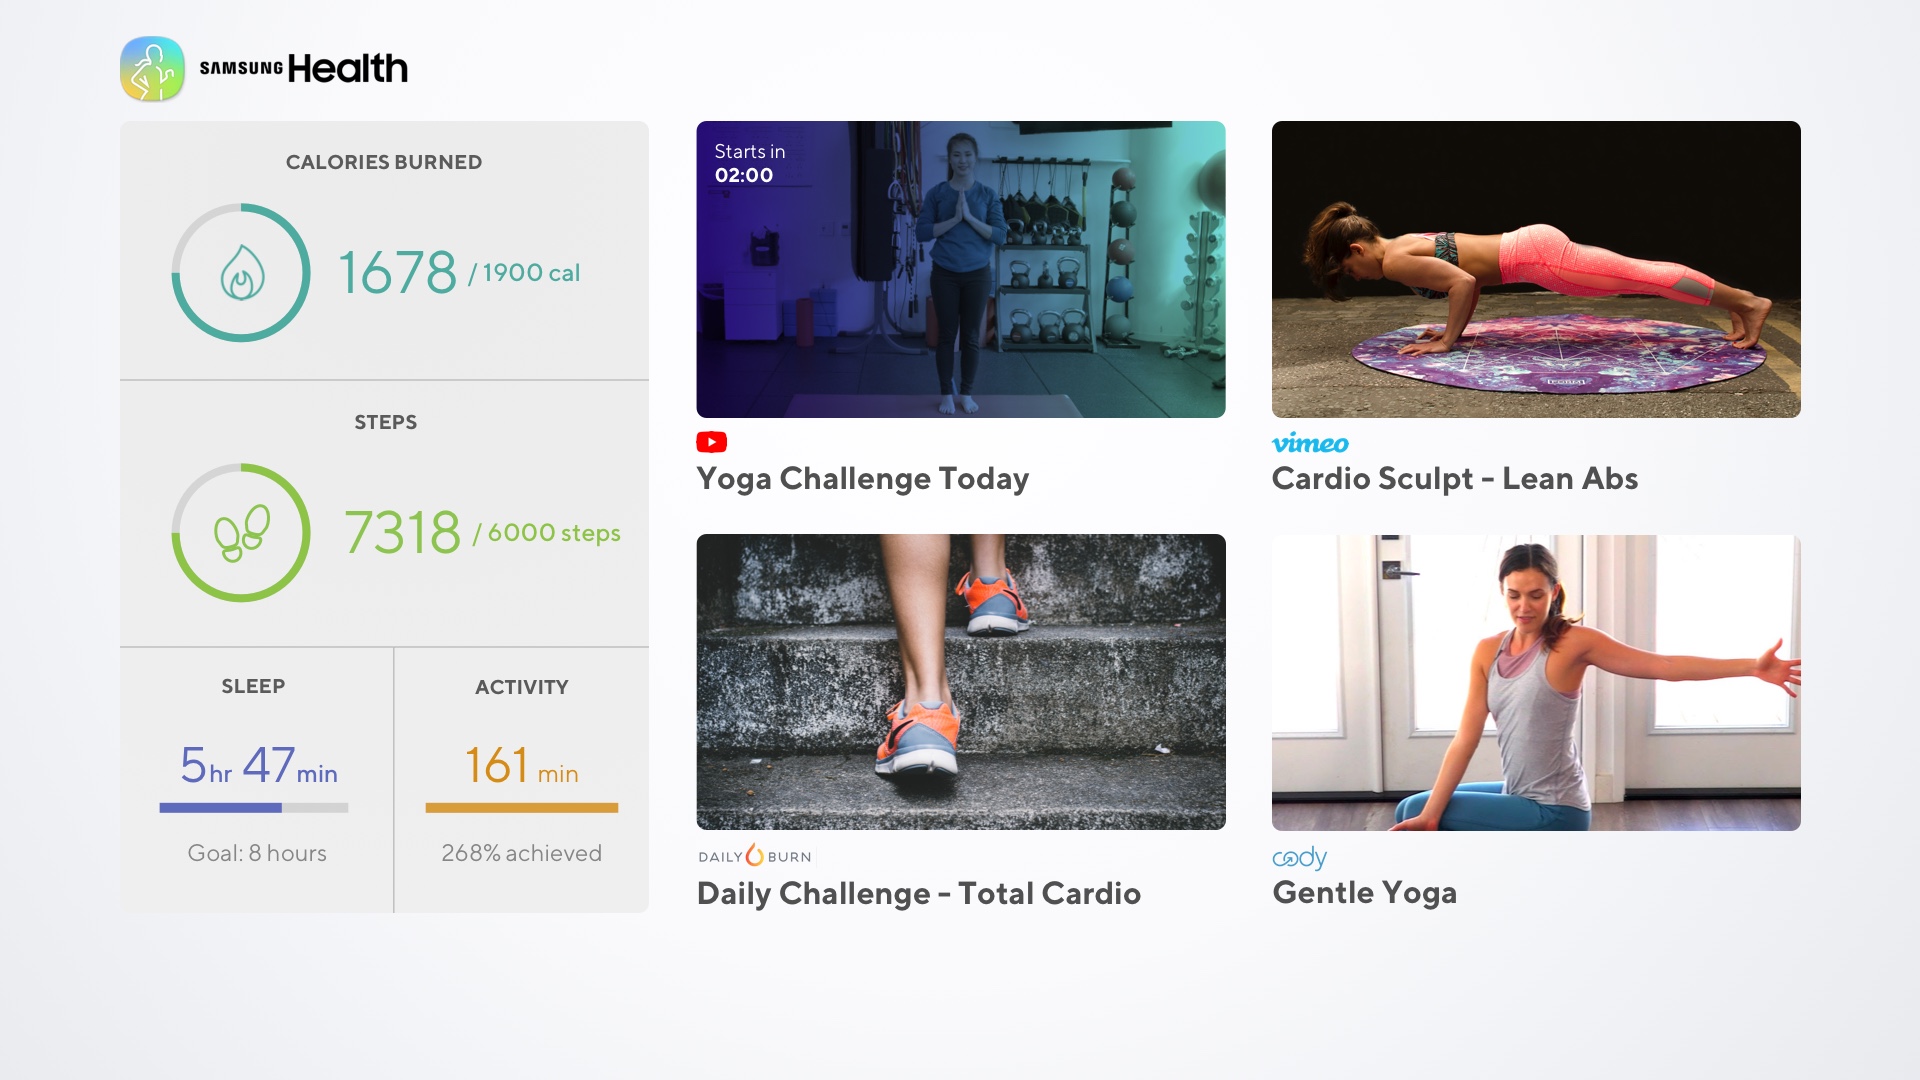 SAMSUNG Health
CALORIES BURNED
1678 / 1900 cal
STEPS
7318 / 6000 steps
SLEEP
5hr 47min
Goal: 8 hours
ACTIVITY
161 min
268% achieved
Starts in
02:00
Yoga Challenge Today
vimeo
Cardio Sculpt - Lean Abs
DAILY BURN
Daily Challenge - Total Cardio
cody
Gentle Yoga